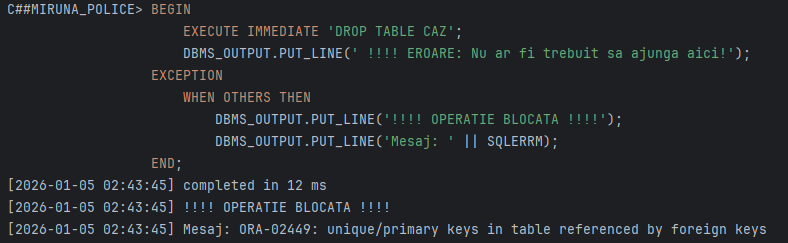 C##MIRUNA_POLICE> BEGIN
EXECUTE IMMEDIATE 'DROP TABLE CAZ';
DBMS_OUTPUT.PUT_LINE(' !!!! EROARE: Nu ar fi trebuit sa ajunga aici!');
EXCEPTION
WHEN OTHERS THEN
DBMS_OUTPUT.PUT_LINE('!!!! OPERATIE BLOCATA !!!!');
DBMS_OUTPUT.PUT_LINE('Mesaj: ' || SQLERRM);
END;
[2026-01-05 02:43:45] completed in 12 ms
[2026-01-05 02:43:45] !!!! OPERATIE BLOCATA !!!!
[2026-01-05 02:43:45] Mesaj: ORA-02449: unique/primary keys in table referenced by foreign keys